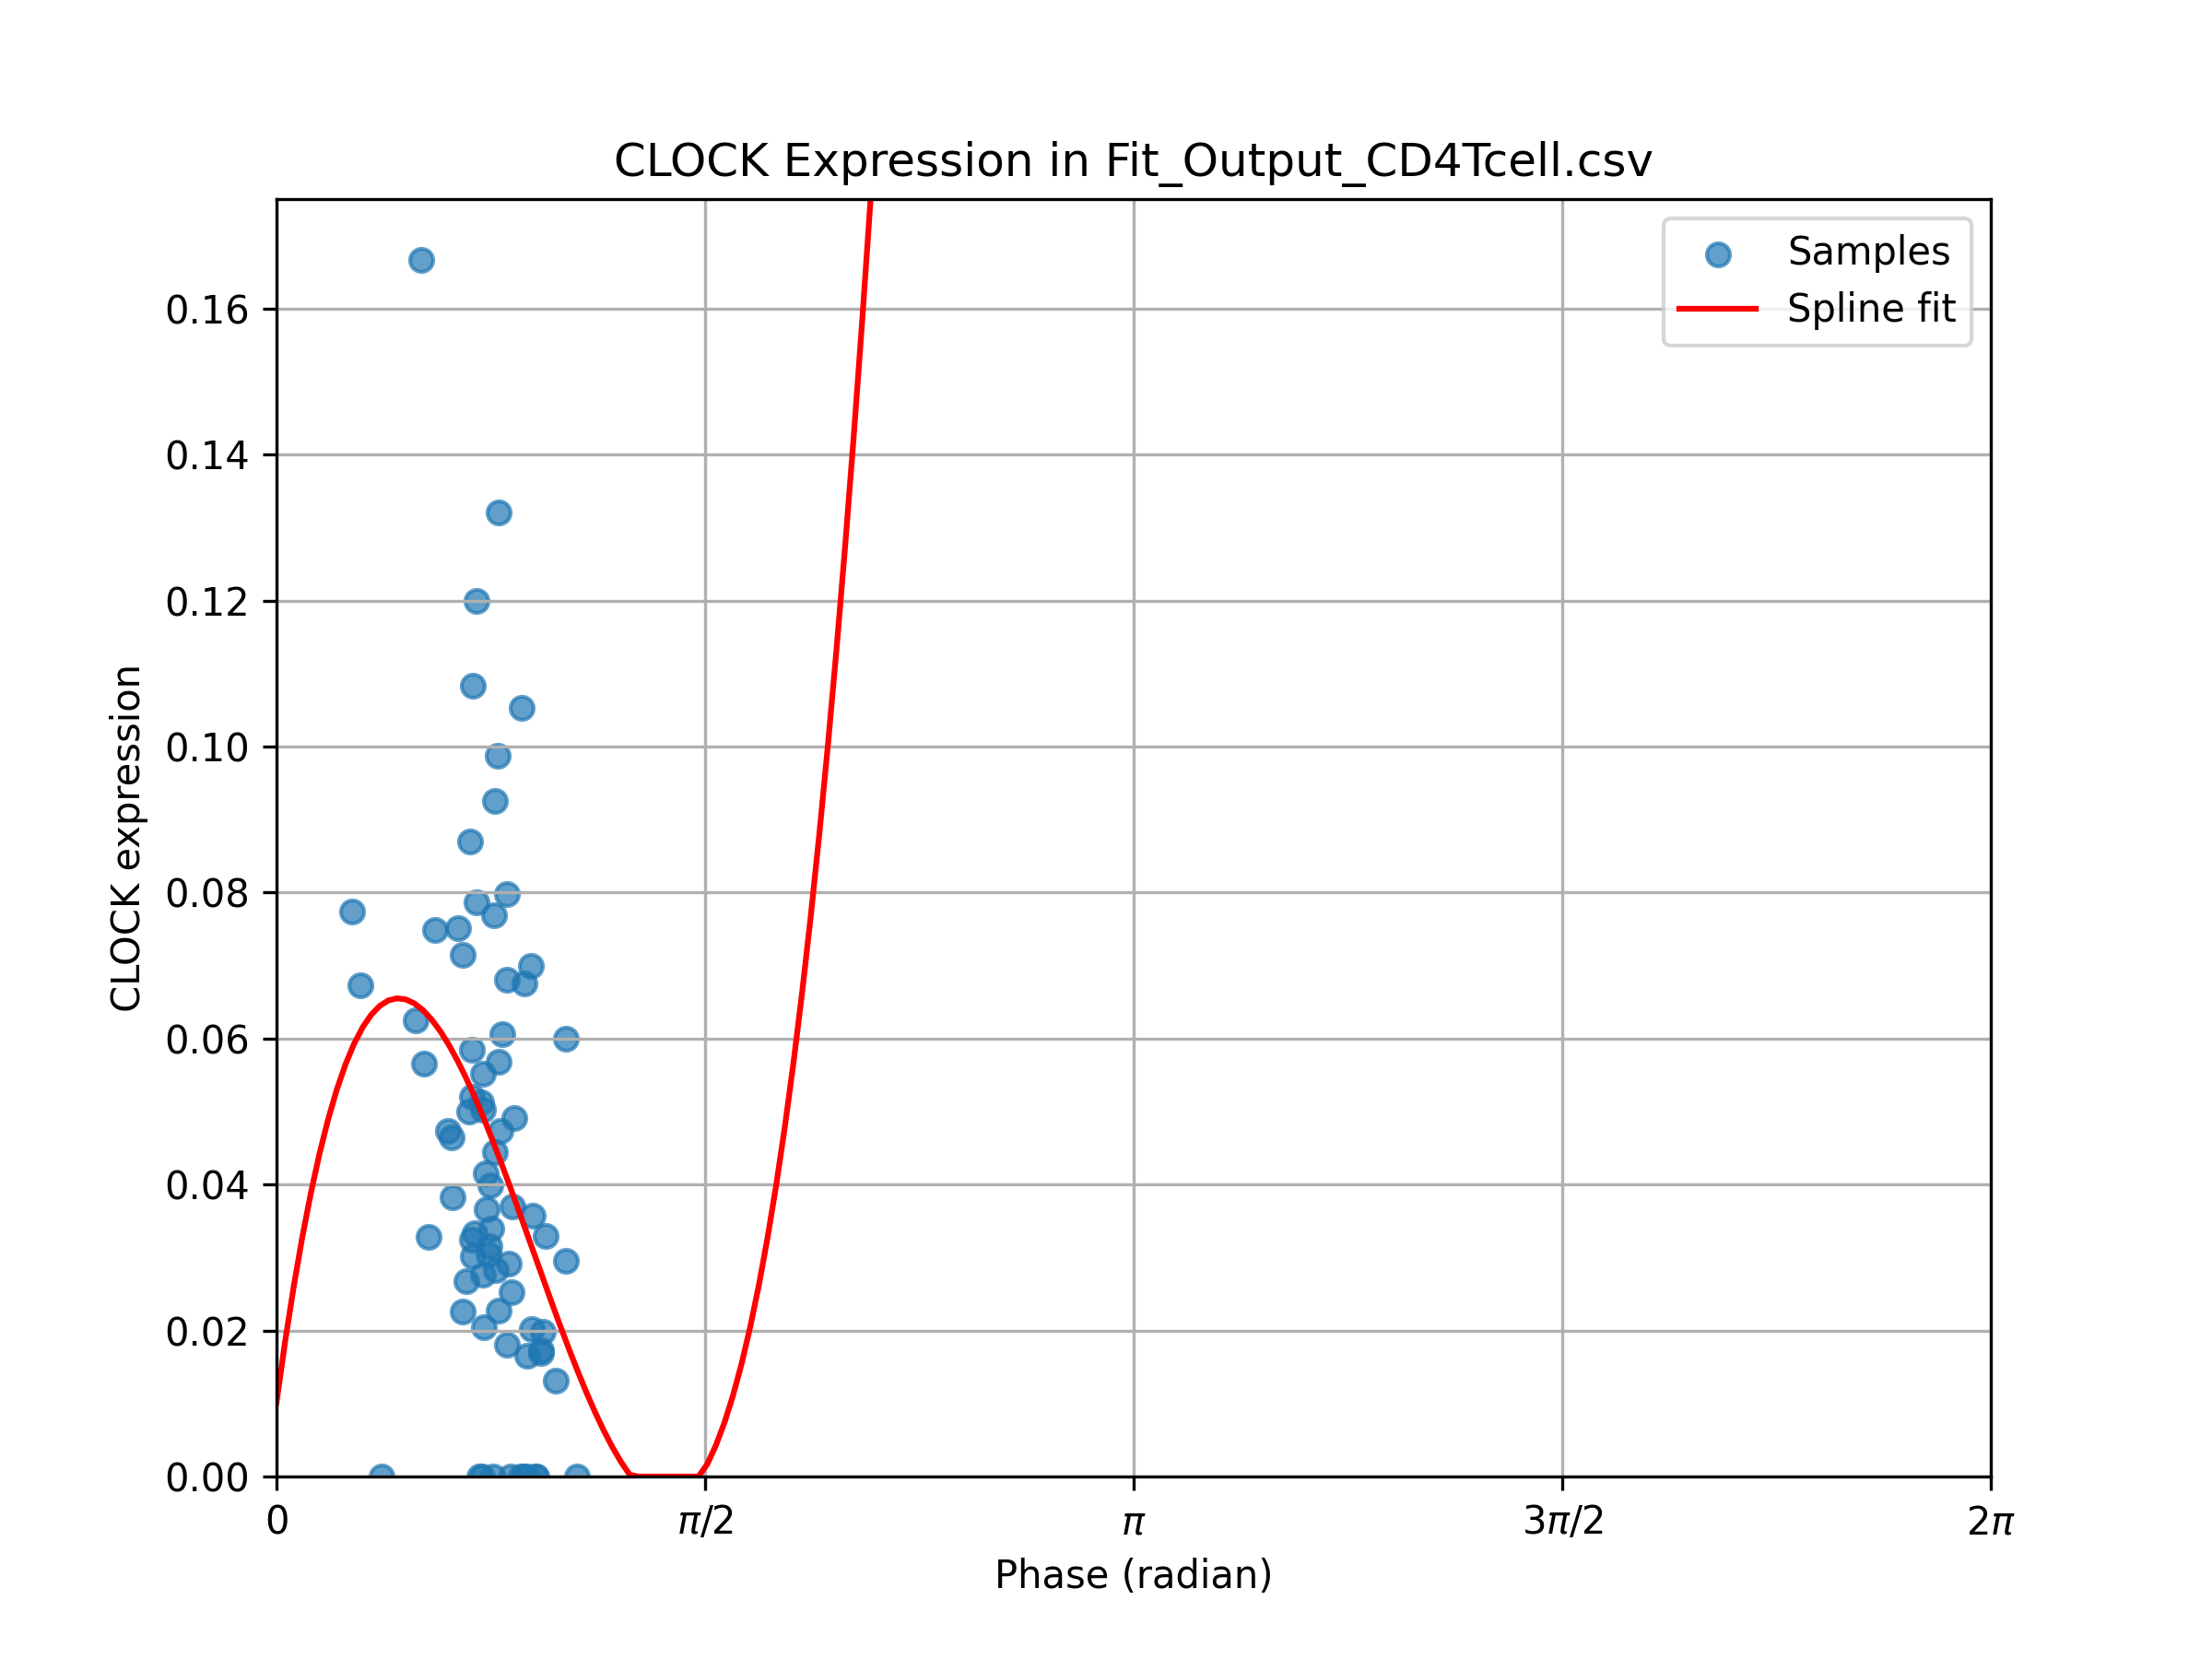 CLOCK Expression in Fit_Output_CD4Tcell.csv
Samples
Spline fit
CLOCK expression
0.16
0.14
0.12
0.10
0.08
0.06
0.04
0.02
0.00
0
π/2
π
3π/2
2π
Phase (radian)